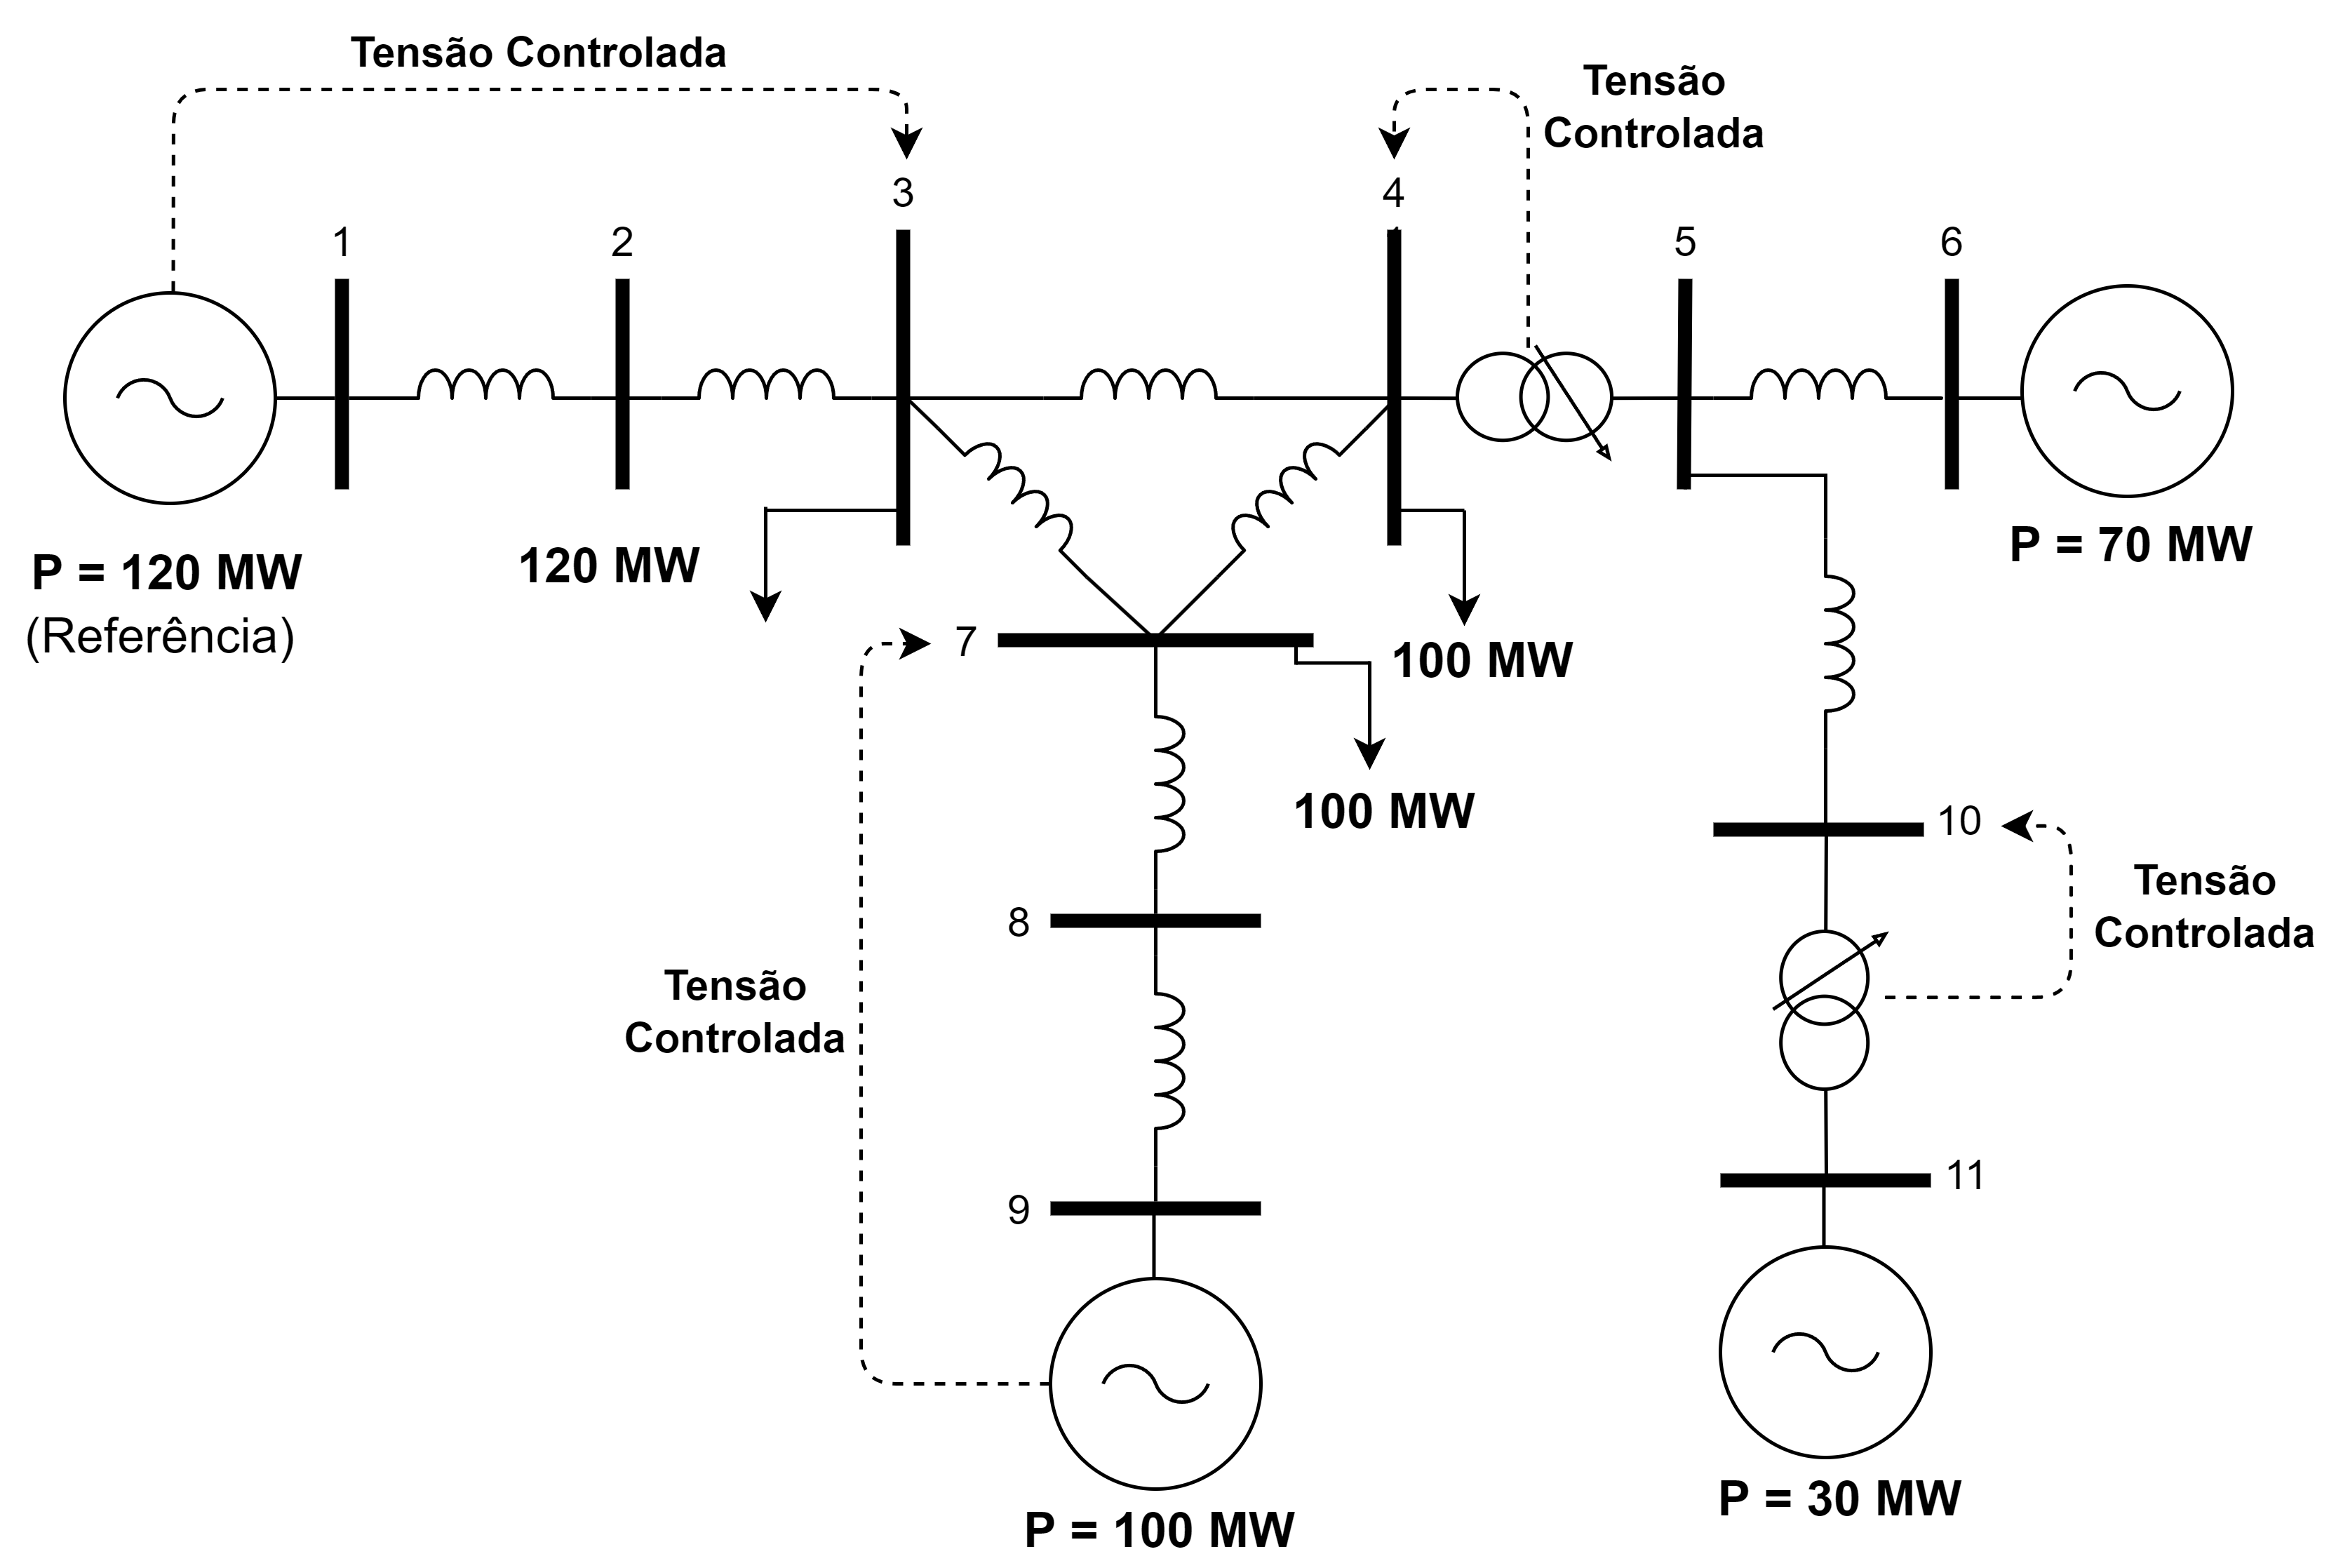 Tensão Controlada
Tensão
Controlada
3
4
1
2
5
6
P = 120 MW
(Referência)
120 MW
P = 70 MW
7
100 MW
100 MW
10
Tensão
Controlada
8
Tensão
Controlada
11
9
P = 30 MW
P = 100 MW